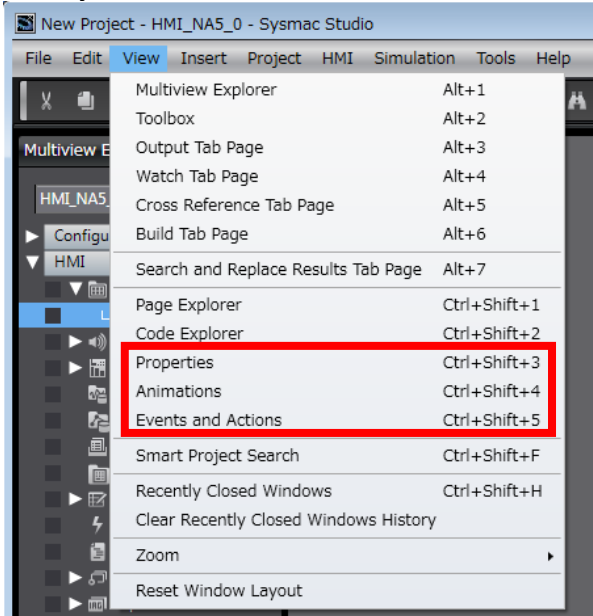 New Project - HMI_NA5_0 - Sysmac Studio
File Edit View Insert Project HMI Simulation Tools Help
Multiview Explorer Alt+1
Toolbox Alt+2
Output Tab Page Alt+3
Watch Tab Page Alt+4
Cross Reference Tab Page Alt+5
Build Tab Page Alt+6
Search and Replace Results Tab Page Alt+7
Page Explorer Ctrl+Shift+1
Code Explorer Ctrl+Shift+2
Properties Ctrl+Shift+3
Animations Ctrl+Shift+4
Events and Actions Ctrl+Shift+5
Smart Project Search Ctrl+Shift+F
Recently Closed Windows Ctrl+Shift+H
Clear Recently Closed Windows History
Zoom
Reset Window Layout
Multiview E
HMI_NA5_
Configu
HMI